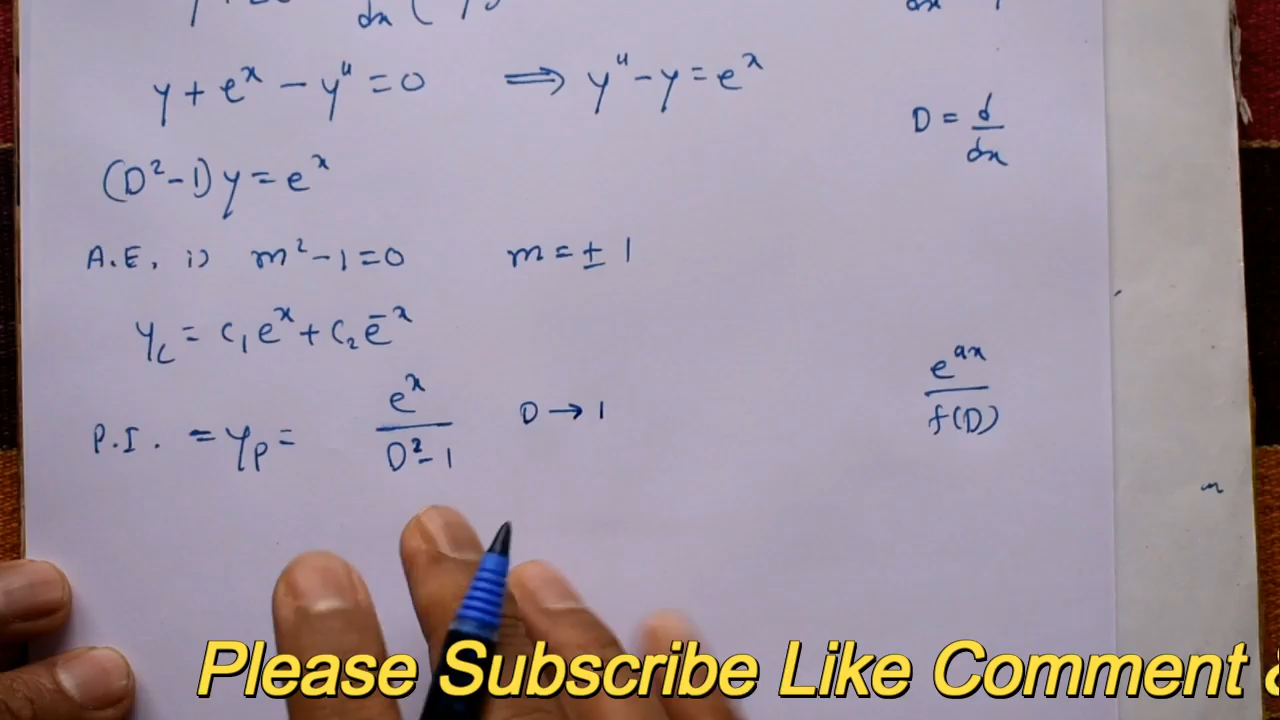 y + e^x − y" = 0 ⟹ y" − y = e^x
D = d/dx
(D² − 1) y = e^x
A.E. is m² − 1 = 0 m = ± 1
y_c = c₁ e^x + c₂ e^−x
P.I. = y_p = e^x / (D² − 1) D → 1
e^ax / f(D)
Please Subscribe Like Comment &